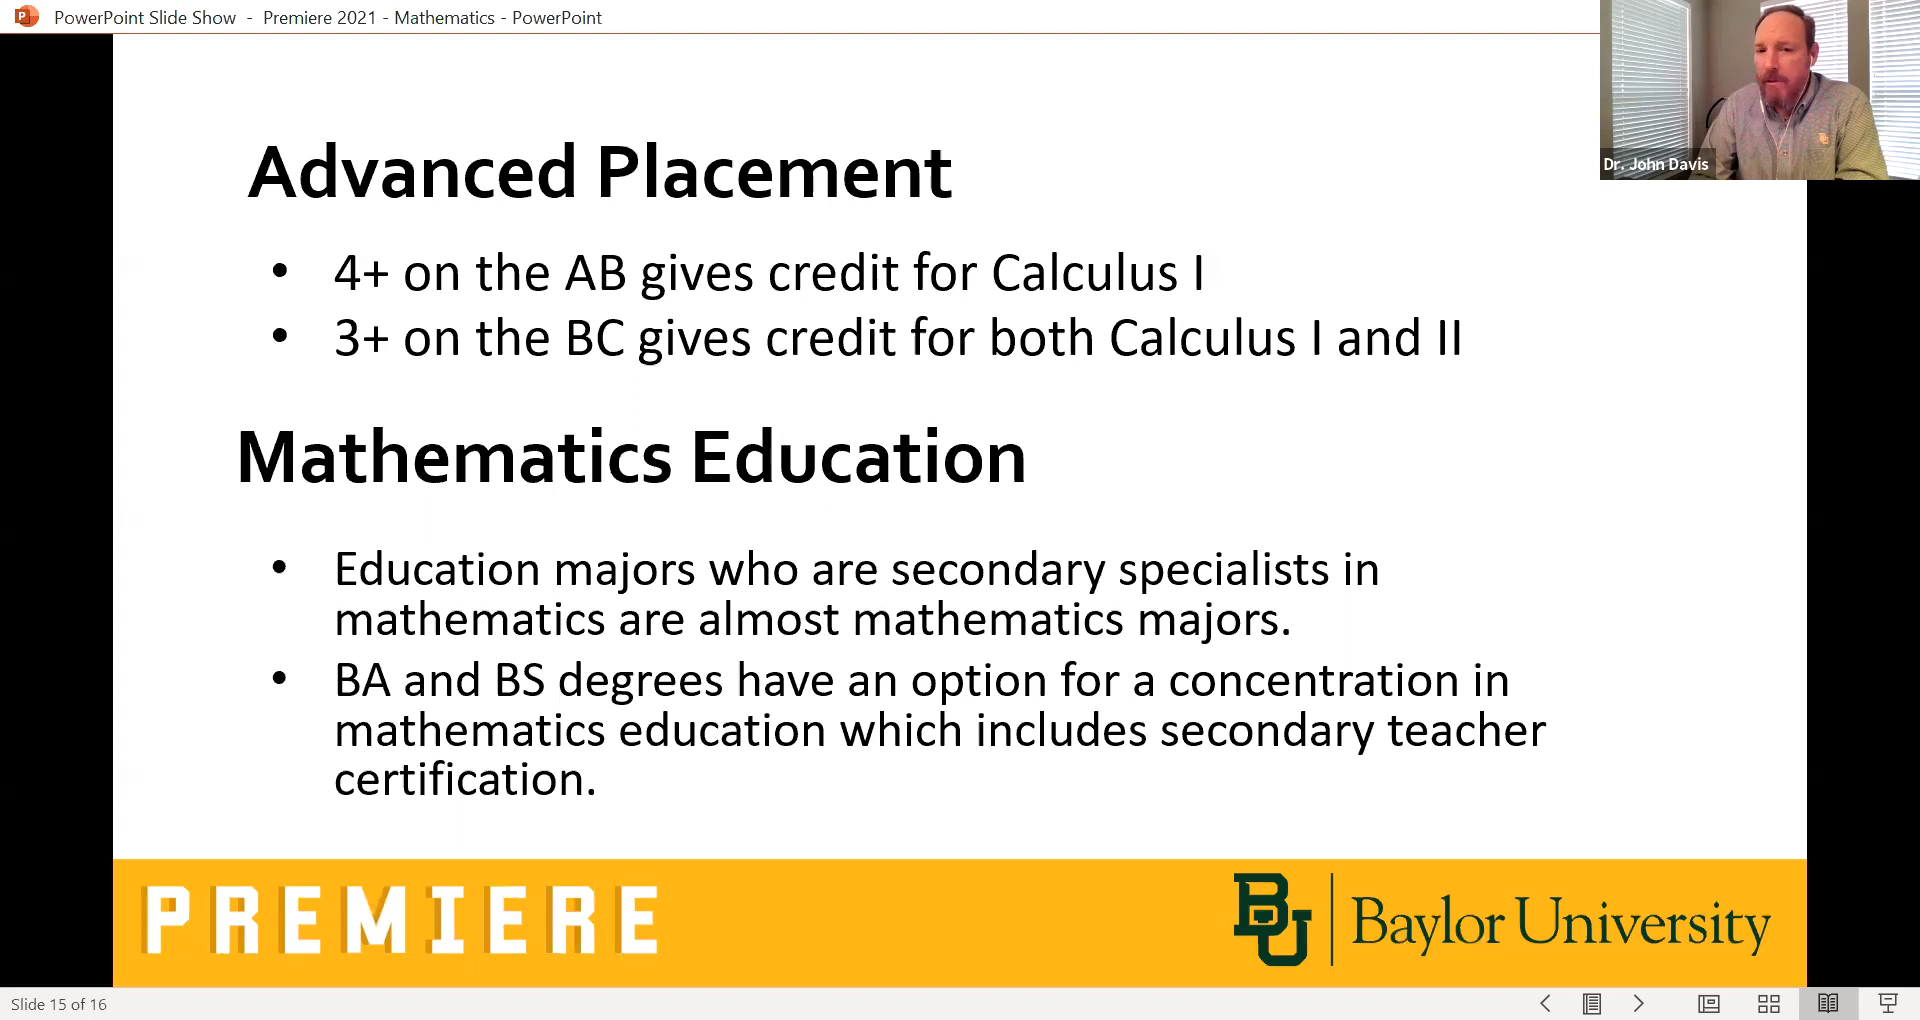 PowerPoint Slide Show - Premiere 2021 - Mathematics - PowerPoint
Dr. John Davis
Advanced Placement
• 4+ on the AB gives credit for Calculus I
• 3+ on the BC gives credit for both Calculus I and II
Mathematics Education
• Education majors who are secondary specialists in
mathematics are almost mathematics majors.
• BA and BS degrees have an option for a concentration in
mathematics education which includes secondary teacher
certification.
PREMIERE
BU Baylor University
Slide 15 of 16